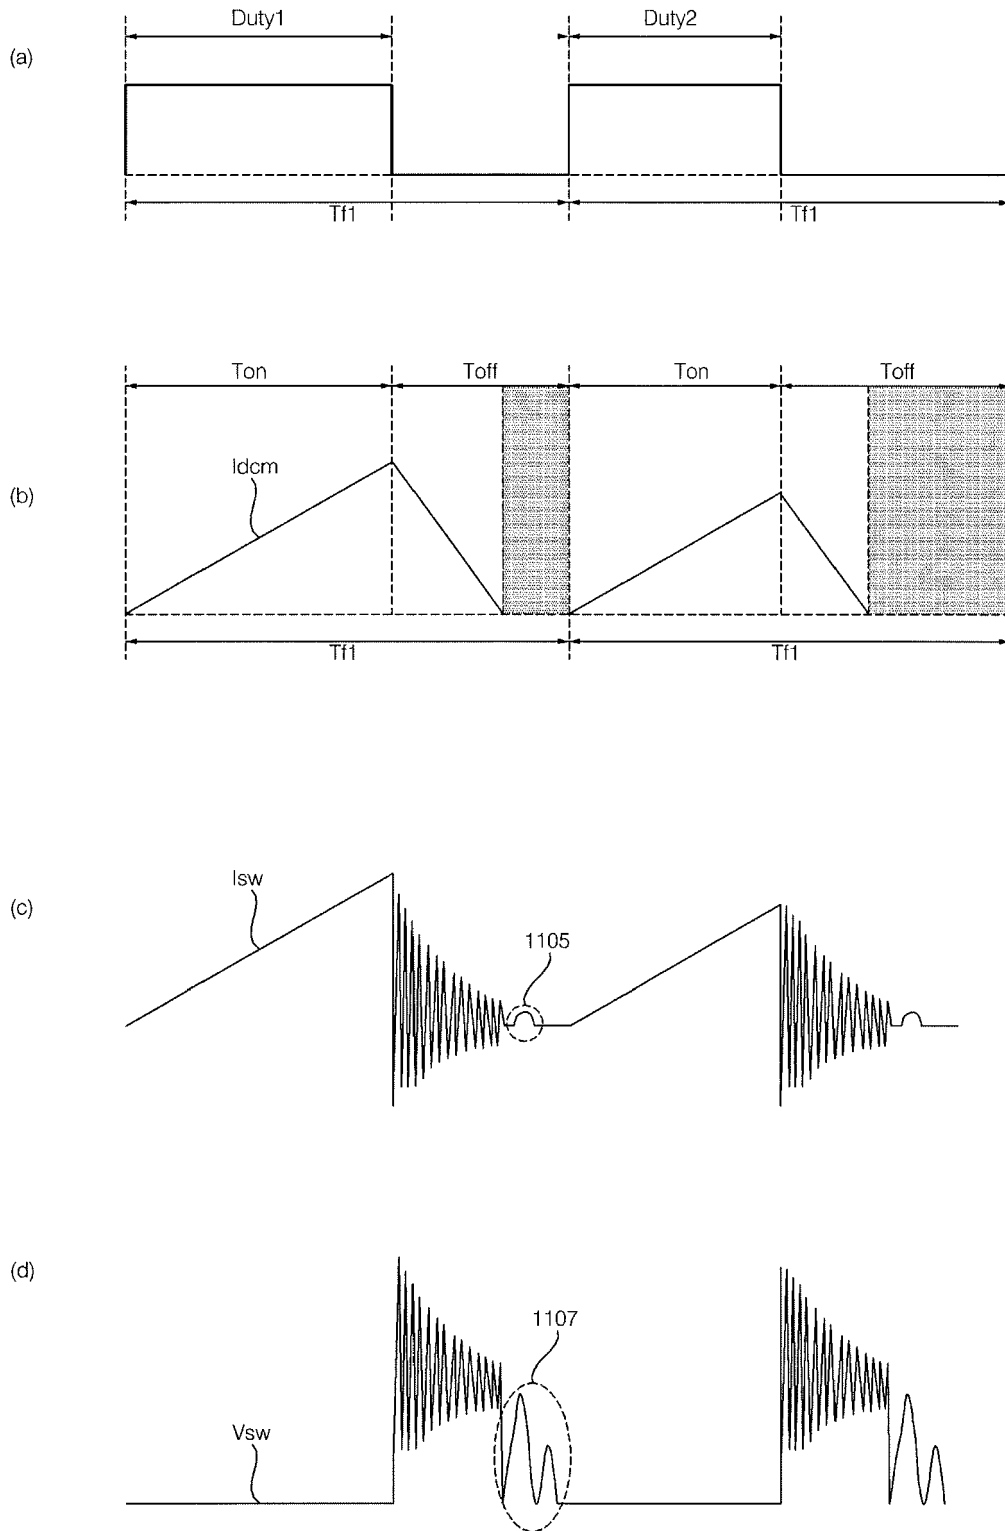 (a)
Duty1
Duty2
Tf1
Tf1
(b)
Ton
Toff
Ton
Toff
Idcm
Tf1
Tf1
(c)
Isw
1105
(d)
1107
Vsw